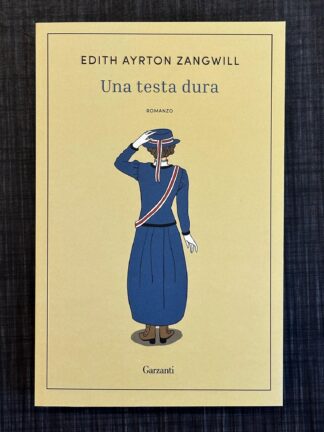 EDITH AYRTON ZANGWILL
Una testa dura
ROMANZO
Garzanti